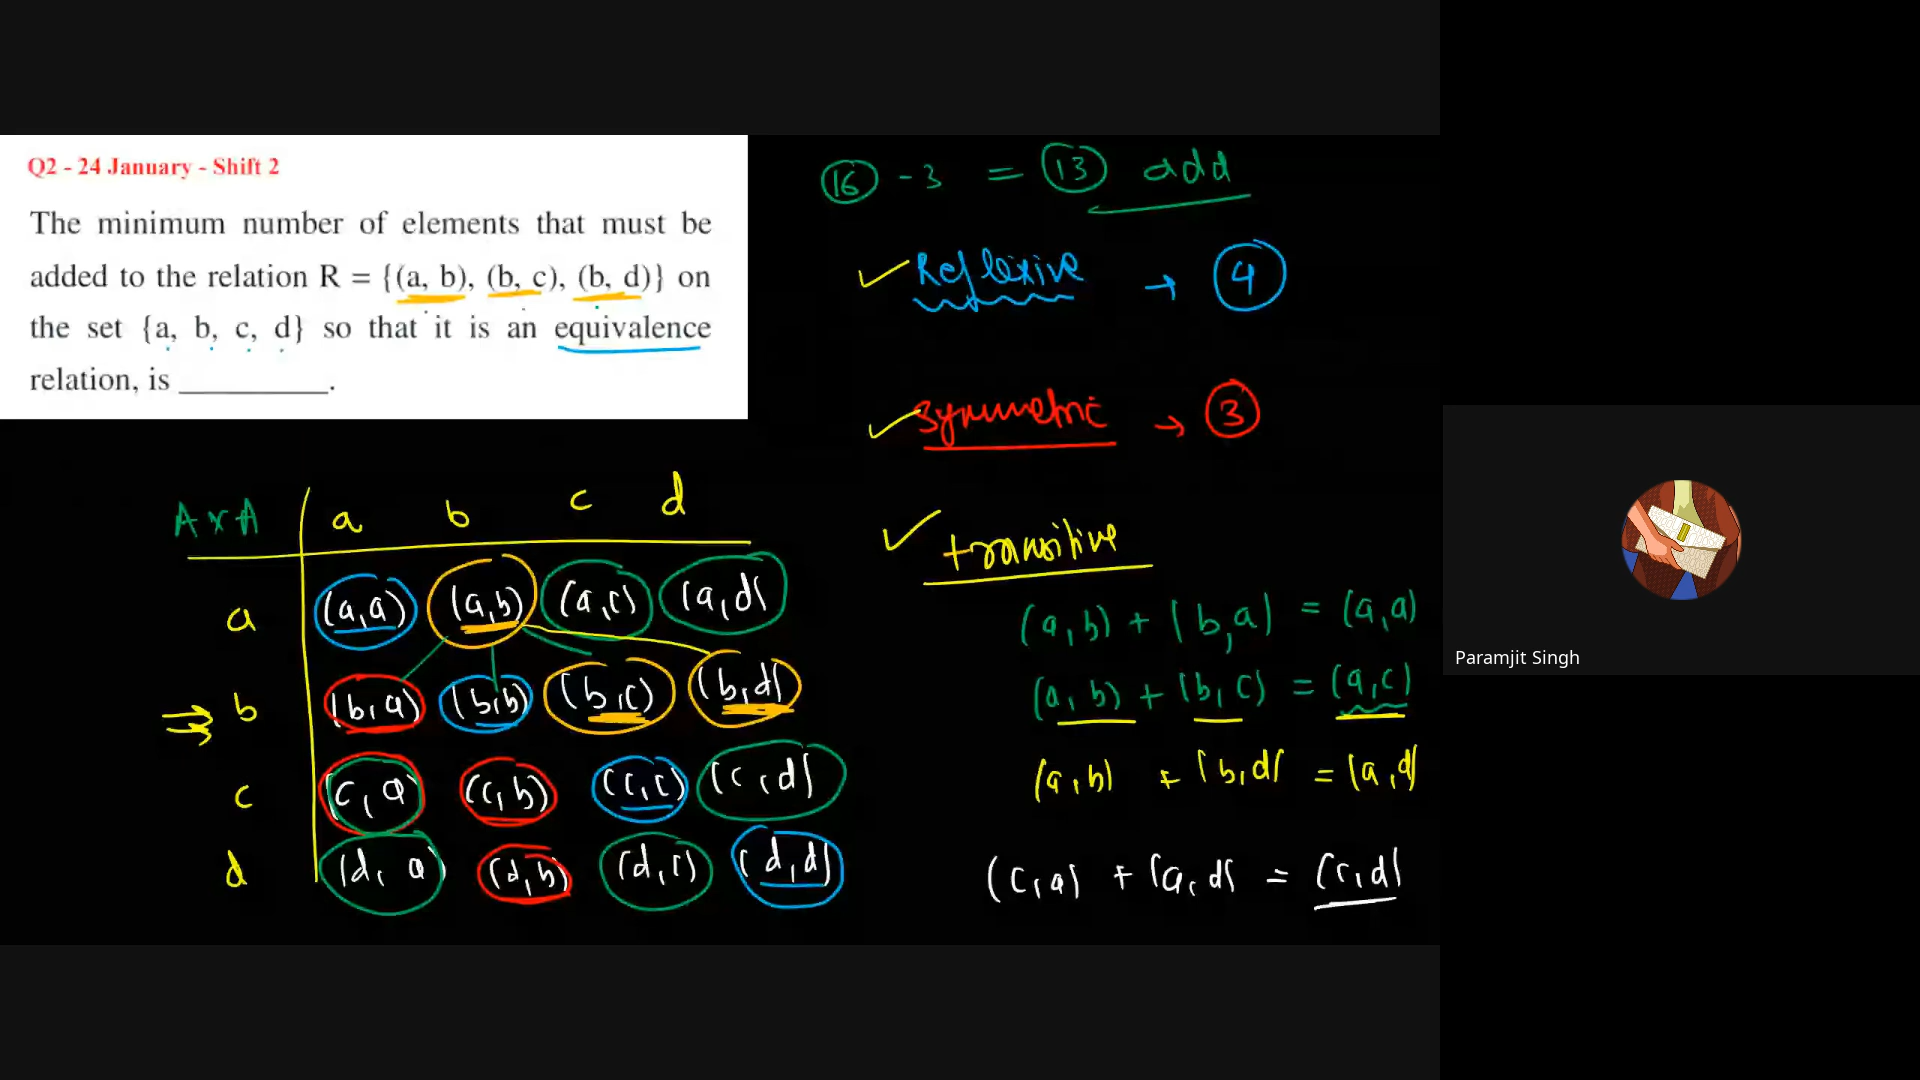 Q2 - 24 January - Shift 2
The minimum number of elements that must be
added to the relation R = {(a, b), (b, c), (b, d)} on
the set {a, b, c, d} so that it is an equivalence
relation, is __________.
16 - 3 = 13 add
Reflexive → 4
Symmetric → 3
transitive
(a, b) + (b, a) = (a, a)
(a, b) + (b, c) = (a, c)
(a, b) + (b, d) = (a, d)
(c, a) + (a, d) = (c, d)
A × A a b c d
a (a, a) (a, b) (a, c) (a, d)
⇒ b (b, a) (b, b) (b, c) (b, d)
c (c, a) (c, b) (c, c) (c, d)
d (d, a) (d, b) (d, c) (d, d)
Paramjit Singh